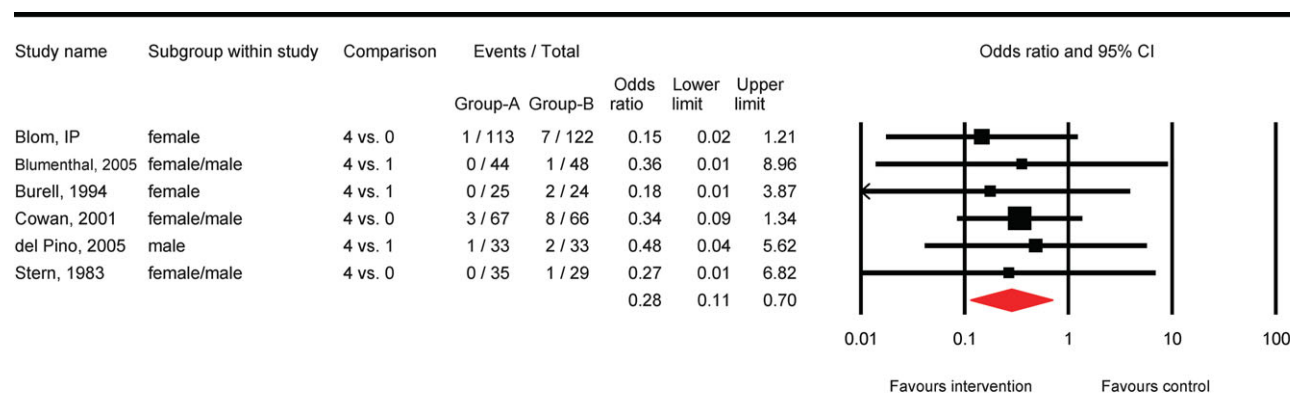 Study name Subgroup within study Comparison Events / Total Odds ratio and 95% CI
Group-A Group-B Odds ratio Lower limit Upper limit
Blom, IP female 4 vs. 0 1 / 113 7 / 122 0.15 0.02 1.21
Blumenthal, 2005 female/male 4 vs. 1 0 / 44 1 / 48 0.36 0.01 8.96
Burell, 1994 female 4 vs. 1 0 / 25 2 / 24 0.18 0.01 3.87
Cowan, 2001 female/male 4 vs. 0 3 / 67 8 / 66 0.34 0.09 1.34
del Pino, 2005 male 4 vs. 1 1 / 33 2 / 33 0.48 0.04 5.62
Stern, 1983 female/male 4 vs. 0 0 / 35 1 / 29 0.27 0.01 6.82
0.28 0.11 0.70
0.01 0.1 1 10 100
Favours intervention Favours control